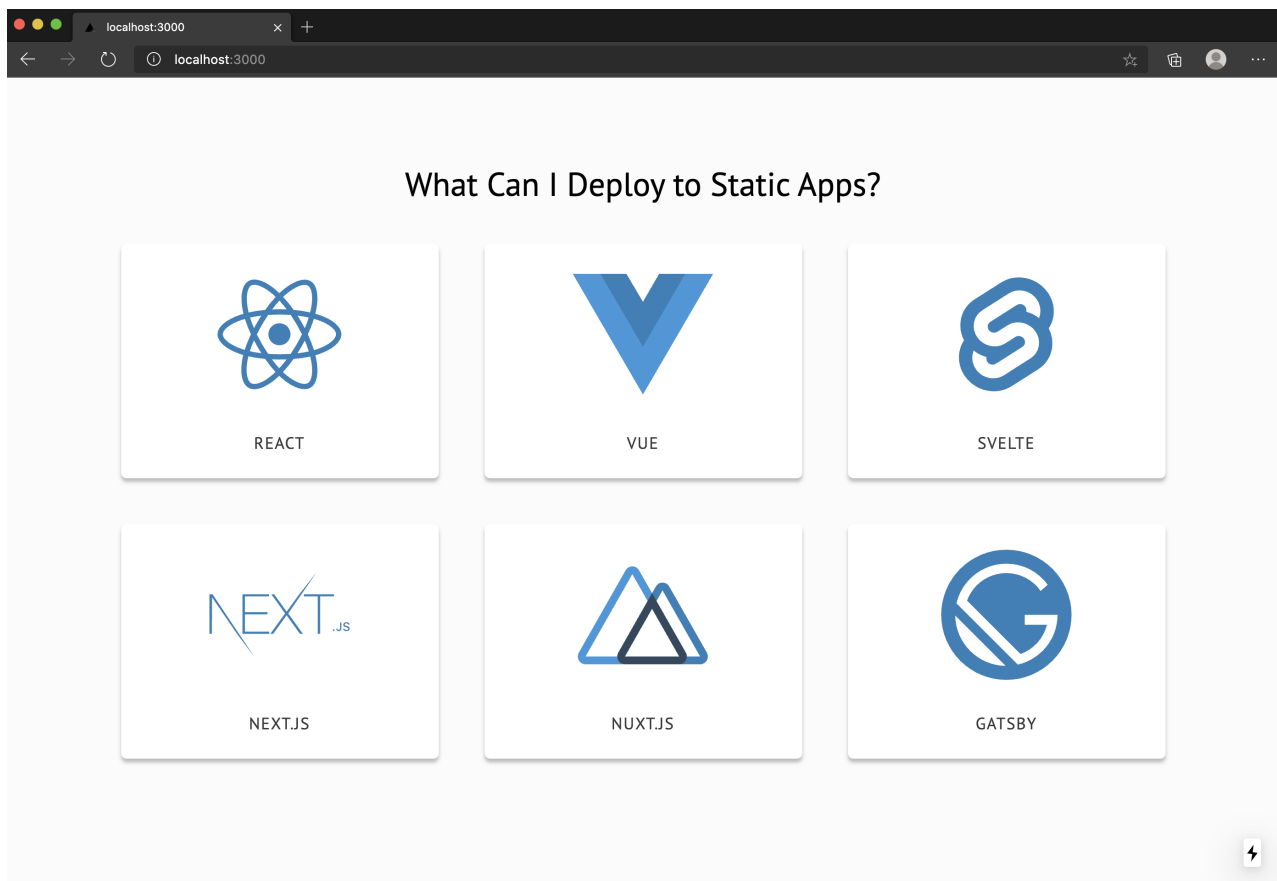 localhost:3000
localhost:3000
What Can I Deploy to Static Apps?
REACT
VUE
SVELTE
NEXT.JS
NEXT.JS
NUXT.JS
GATSBY